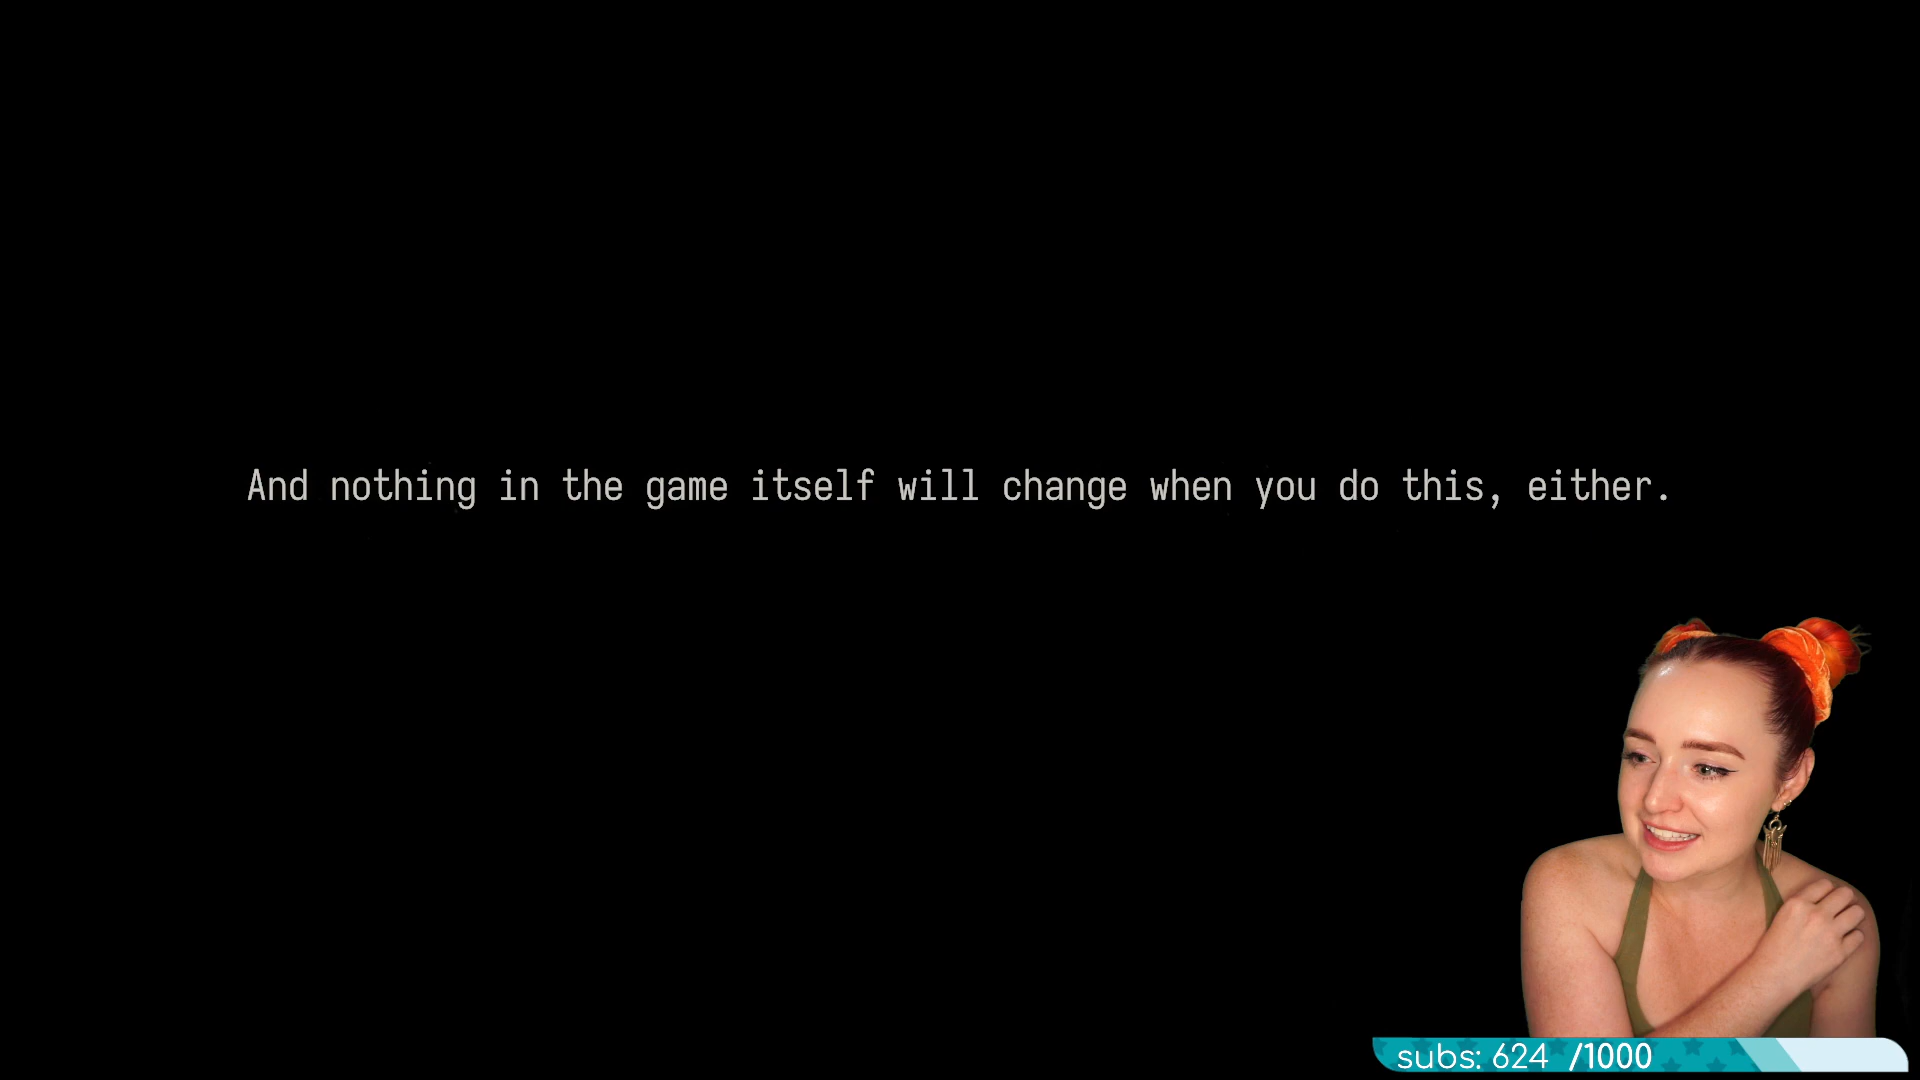 And nothing in the game itself will change when you do this, either.
subs: 624 /1000